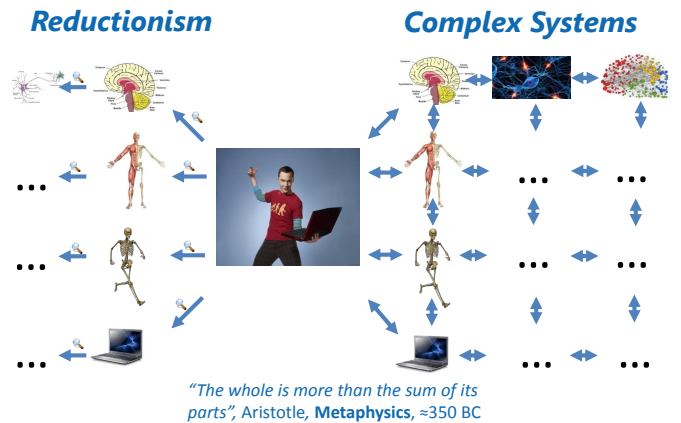 Reductionism
Complex Systems
“The whole is more than the sum of its
parts”, Aristotle, Metaphysics, ≈350 BC